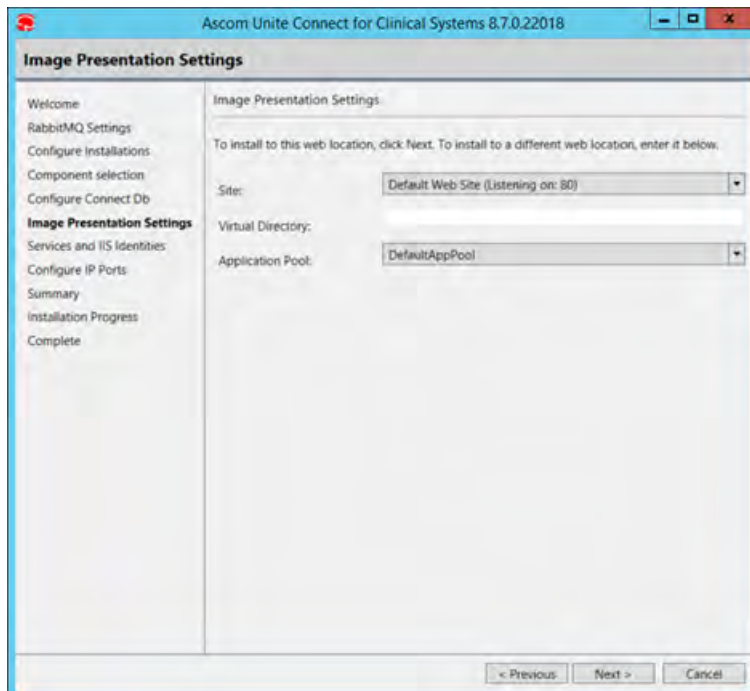 Ascom Unite Connect for Clinical Systems 8.7.0.22018
Image Presentation Settings
Welcome
RabbitMQ Settings
Configure Installations
Component selection
Configure Connect Db
Image Presentation Settings
Services and IIS Identities
Configure IP Ports
Summary
Installation Progress
Complete
Image Presentation Settings
To install to this web location, click Next. To install to a different web location, enter it below.
Site: Default Web Site (Listening on: 80)
Virtual Directory:
Application Pool: DefaultAppPool
< Previous Next > Cancel